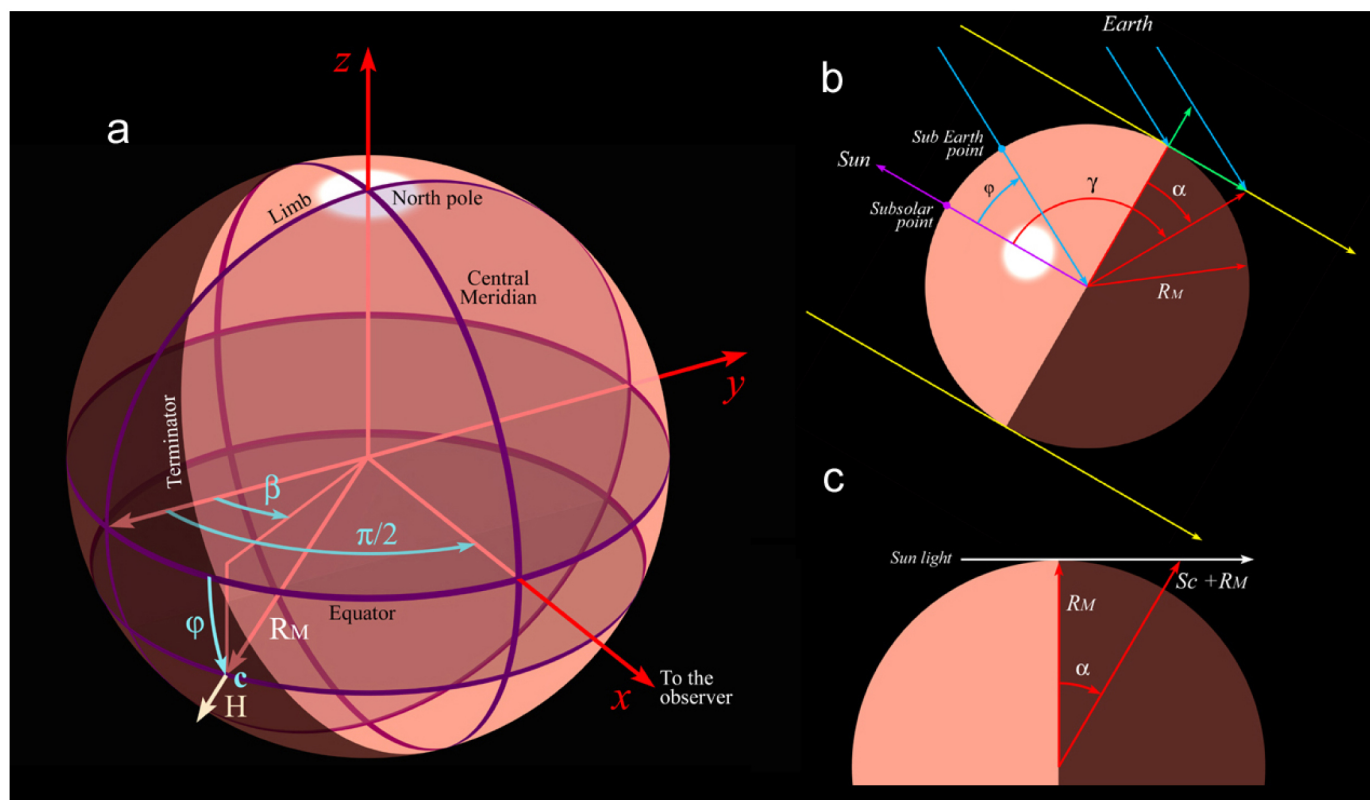 a
z
Limb
North pole
Central
Meridian
y
Terminator
β
π/2
φ
Equator
RM
c
H
x
To the
observer
b
Earth
Sub Earth
point
Sun
φ
γ
α
Subsolar
point
RM
c
Sun light
Sc +RM
RM
α